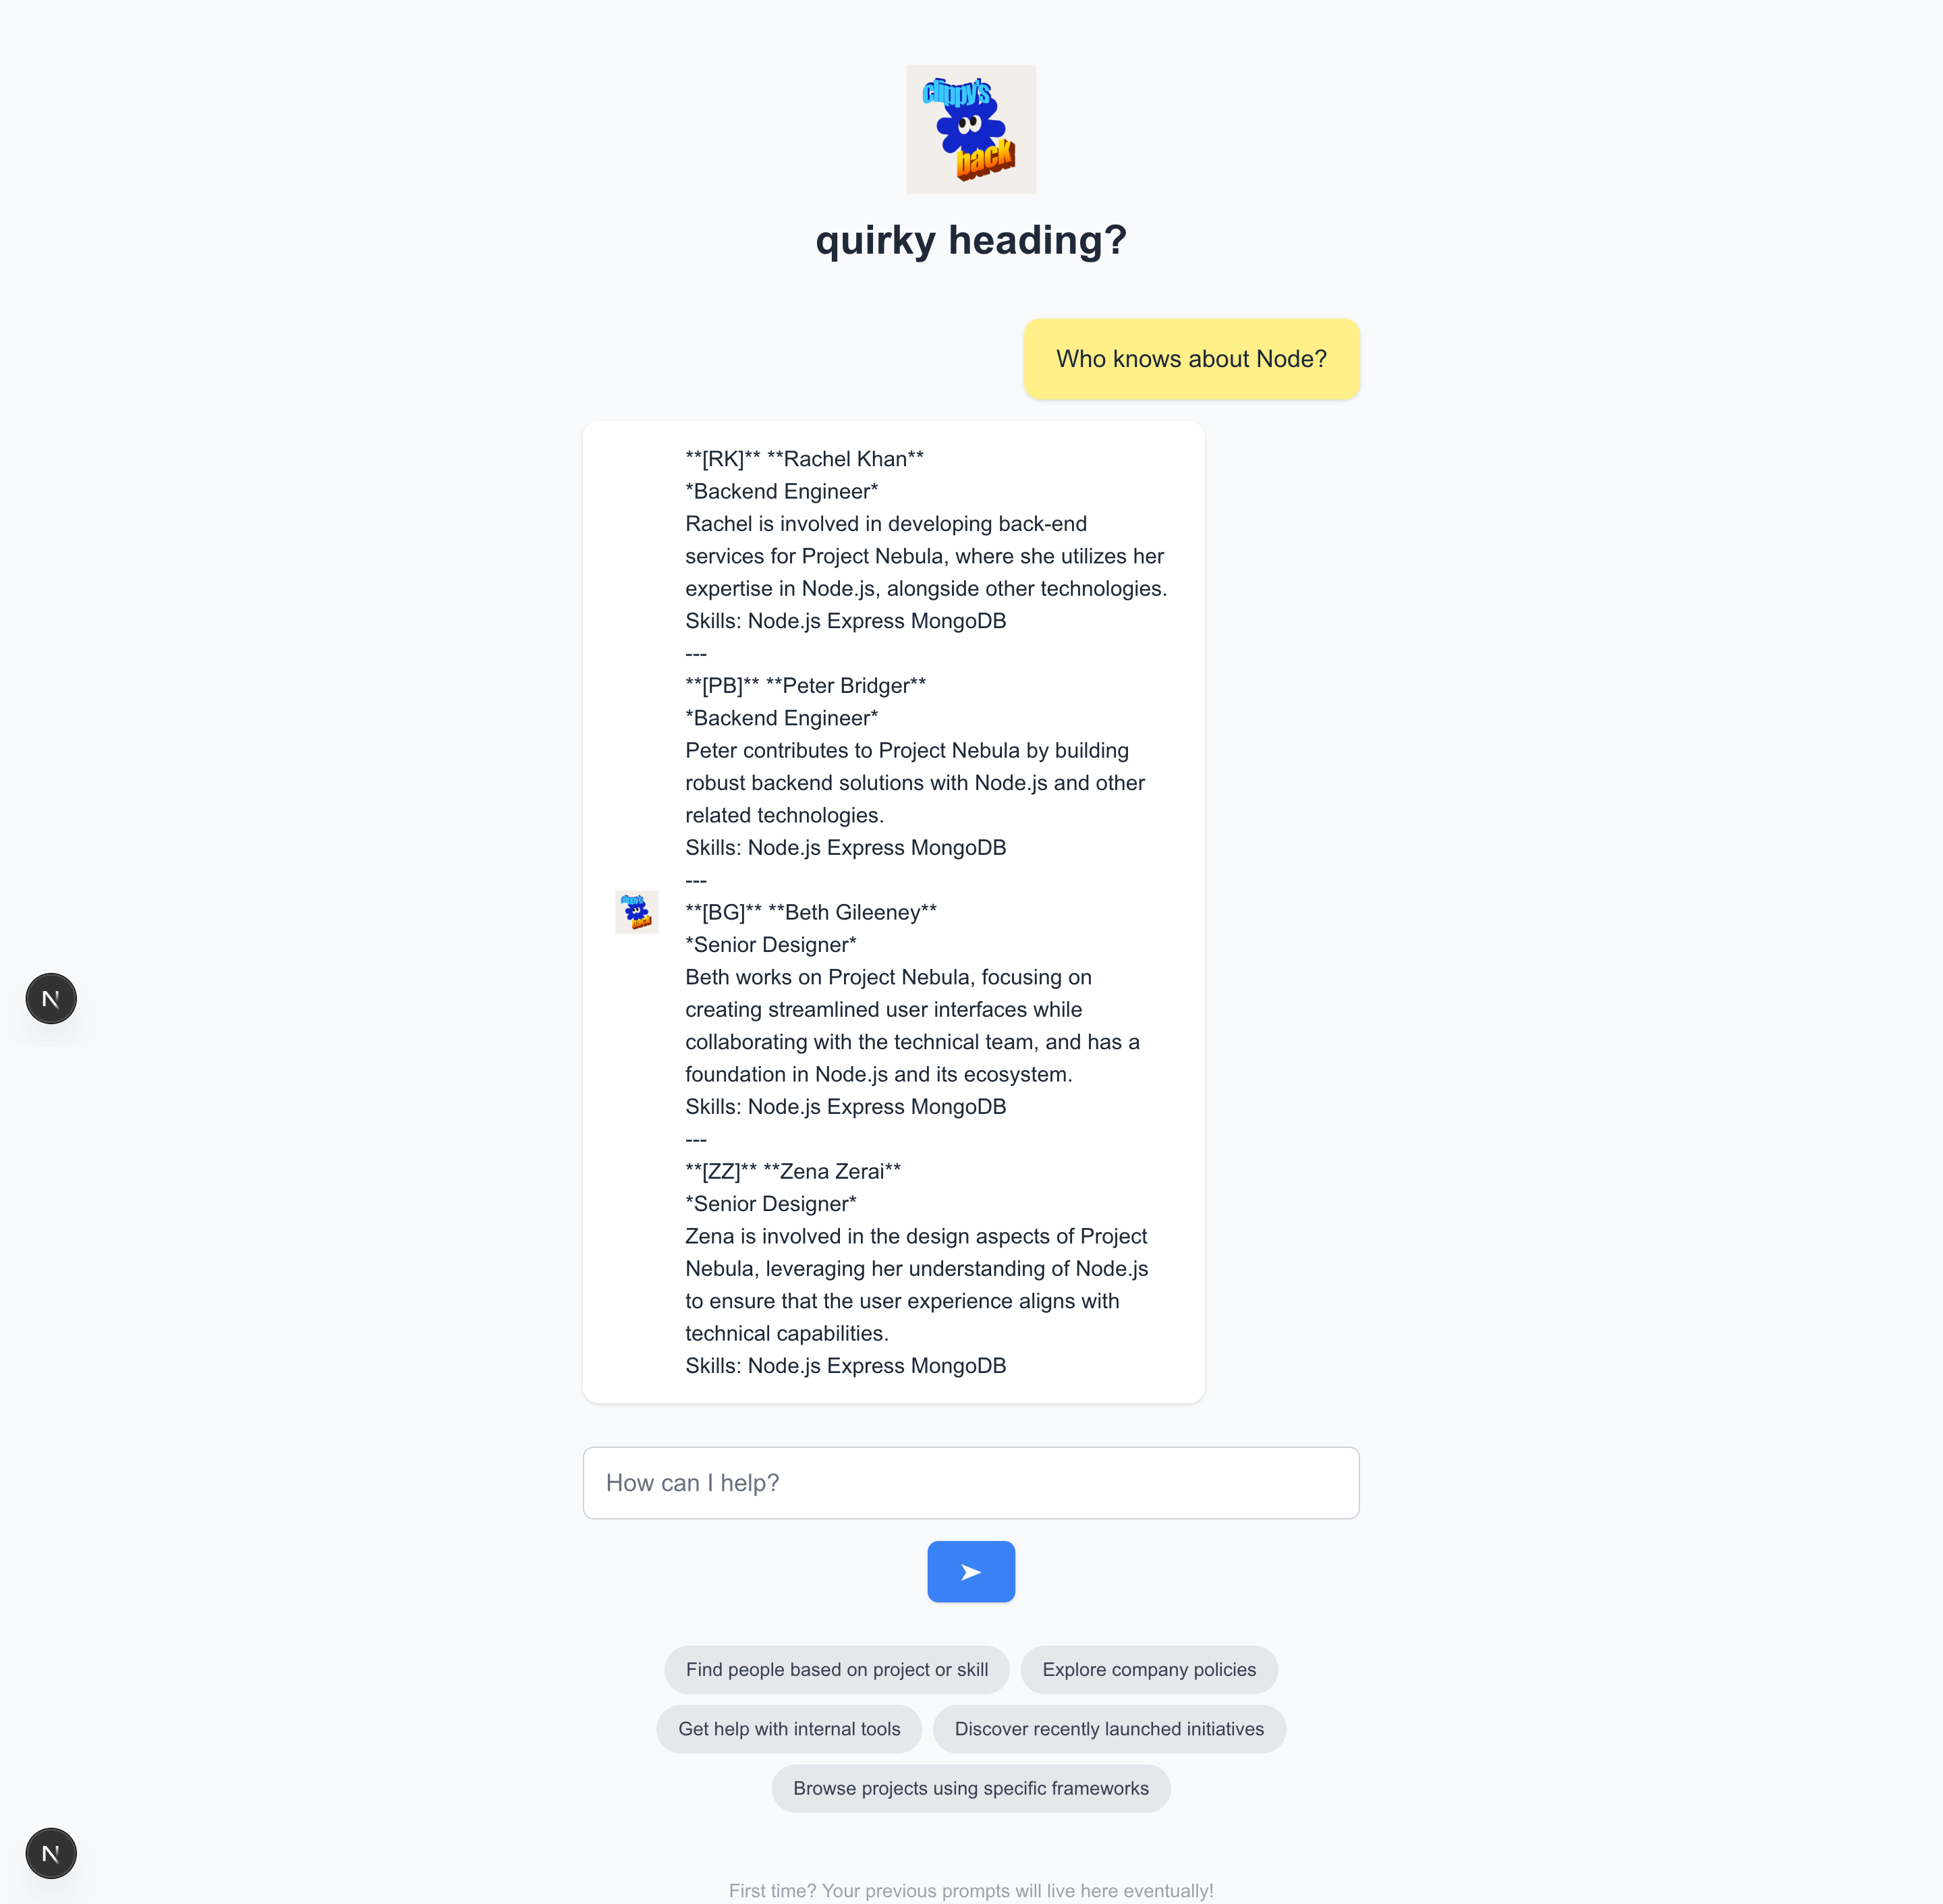 clippy's
back
quirky heading?
Who knows about Node?
**[RK]** **Rachel Khan**
*Backend Engineer*
Rachel is involved in developing back-end
services for Project Nebula, where she utilizes her
expertise in Node.js, alongside other technologies.
Skills: Node.js Express MongoDB
---
**[PB]** **Peter Bridger**
*Backend Engineer*
Peter contributes to Project Nebula by building
robust backend solutions with Node.js and other
related technologies.
Skills: Node.js Express MongoDB
---
clippy's
back
**[BG]** **Beth Gileeney**
*Senior Designer*
Beth works on Project Nebula, focusing on
creating streamlined user interfaces while
collaborating with the technical team, and has a
foundation in Node.js and its ecosystem.
Skills: Node.js Express MongoDB
---
N
**[ZZ]** **Zena Zerai**
*Senior Designer*
Zena is involved in the design aspects of Project
Nebula, leveraging her understanding of Node.js
to ensure that the user experience aligns with
technical capabilities.
Skills: Node.js Express MongoDB
How can I help?
Find people based on project or skill
Explore company policies
Get help with internal tools
Discover recently launched initiatives
Browse projects using specific frameworks
N
First time? Your previous prompts will live here eventually!